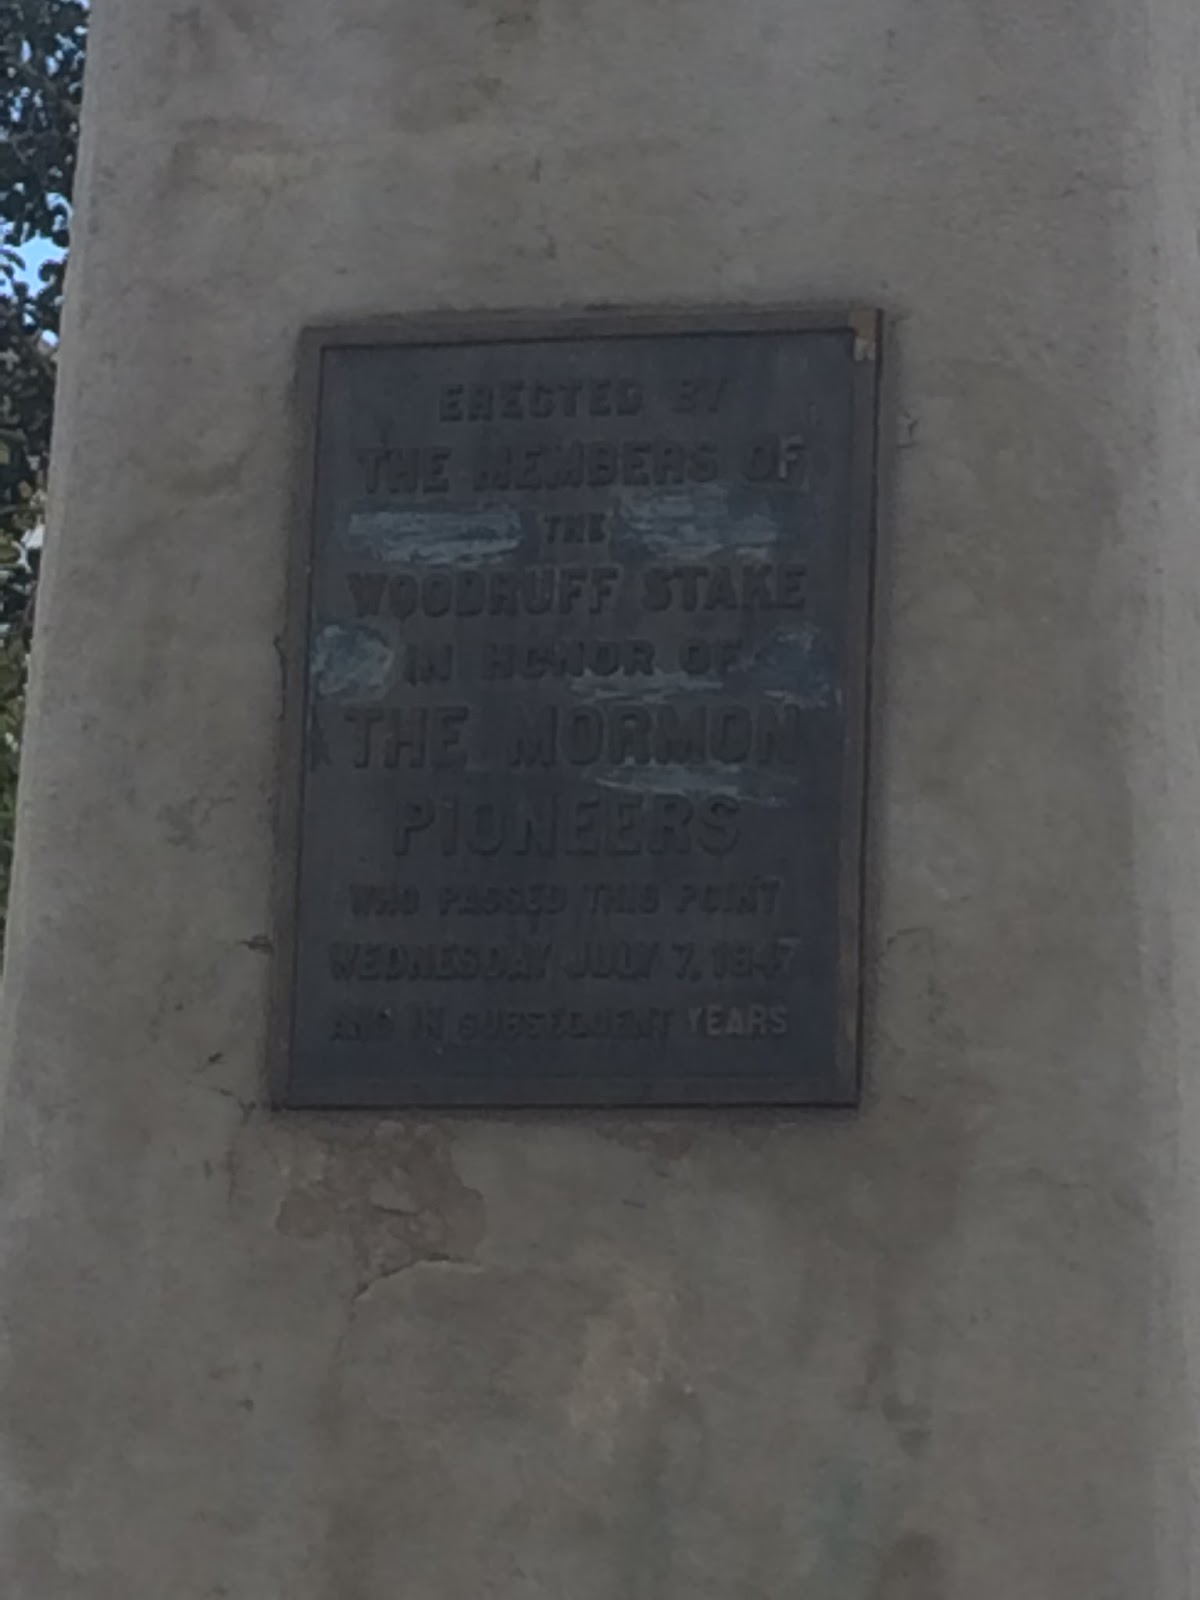 ERECTED BY
THE MEMBERS OF
THE
WOODRUFF STAKE
IN HONOR OF
THE MORMON
PIONEERS
WHO PASSED THIS POINT
WEDNESDAY JULY 7, 1847
AND IN SUBSEQUENT YEARS